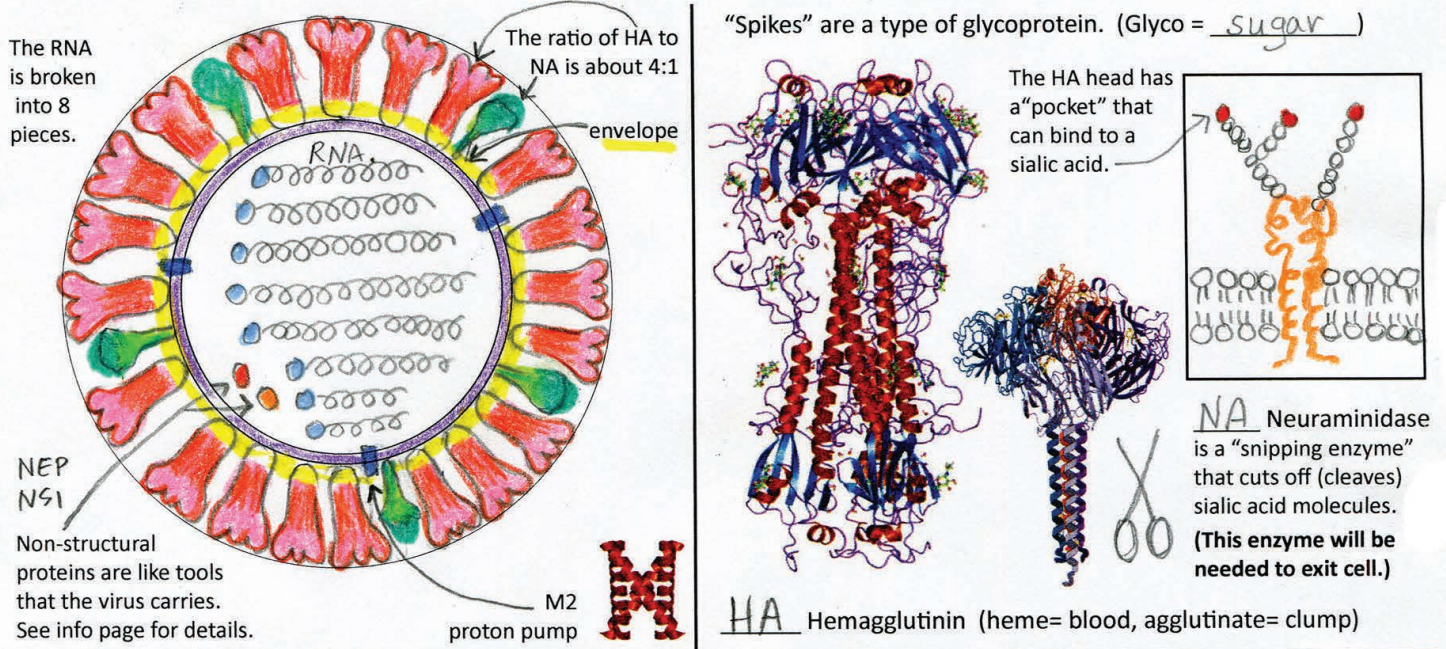 The RNA
is broken
into 8
pieces.
The ratio of HA to
NA is about 4:1
envelope
RNA.
NEP
NS1
Non-structural
proteins are like tools
that the virus carries.
See info page for details.
M2
proton pump
“Spikes” are a type of glycoprotein. (Glyco = sugar)
The HA head has
a“pocket” that
can bind to a
sialic acid.
NA Neuraminidase
is a “snipping enzyme”
that cuts off (cleaves)
sialic acid molecules.
(This enzyme will be
needed to exit cell.)
HA Hemagglutinin (heme= blood, agglutinate= clump)